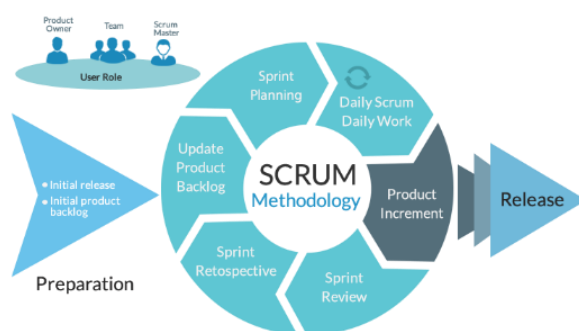 Product
Owner
Team
Scrum
Master
User Role
Initial release
Initial product
backlog
Preparation
SCRUM
Methodology
Sprint
Planning
Daily Scrum
Daily Work
Product
Increment
Sprint
Review
Sprint
Retospective
Update
Product
Backlog
Release